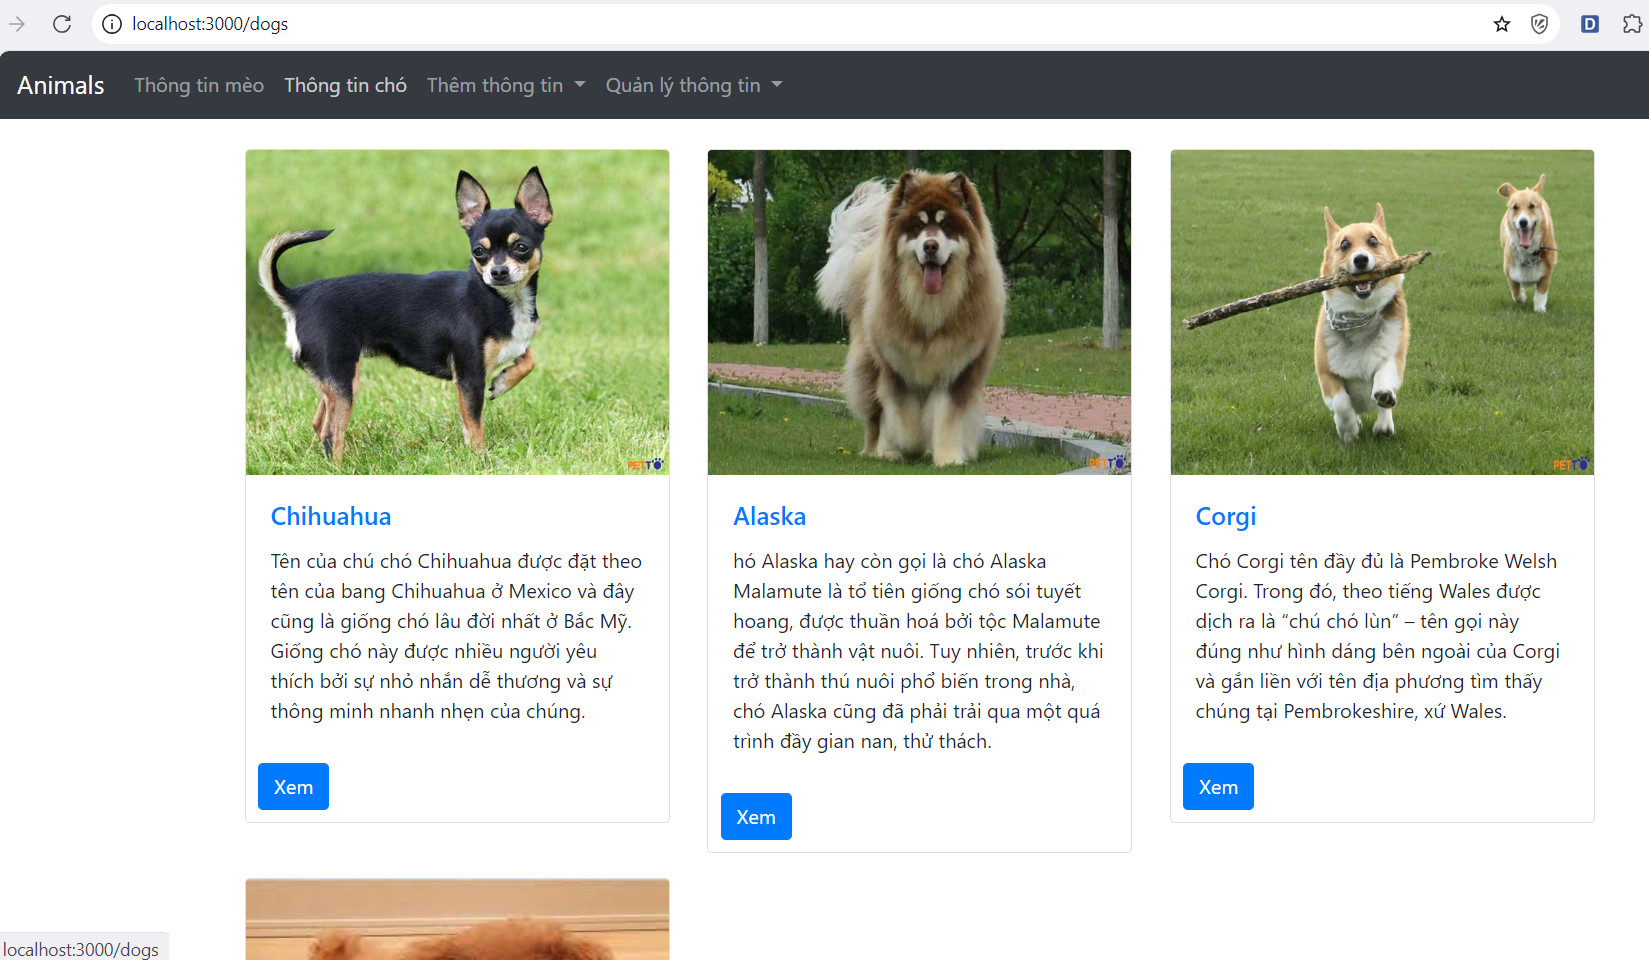 localhost:3000/dogs
D
Animals Thông tin mèo Thông tin chó Thêm thông tin Quản lý thông tin
PETTO
PETTO
PETTO
Chihuahua
Tên của chú chó Chihuahua được đặt theo
tên của bang Chihuahua ở Mexico và đây
cũng là giống chó lâu đời nhất ở Bắc Mỹ.
Giống chó này được nhiều người yêu
thích bởi sự nhỏ nhắn dễ thương và sự
thông minh nhanh nhẹn của chúng.
Xem
Alaska
hó Alaska hay còn gọi là chó Alaska
Malamute là tổ tiên giống chó sói tuyết
hoang, được thuần hoá bởi tộc Malamute
để trở thành vật nuôi. Tuy nhiên, trước khi
trở thành thú nuôi phổ biến trong nhà,
chó Alaska cũng đã phải trải qua một quá
trình đầy gian nan, thử thách.
Xem
Corgi
Chó Corgi tên đầy đủ là Pembroke Welsh
Corgi. Trong đó, theo tiếng Wales được
dịch ra là “chú chó lùn” – tên gọi này
đúng như hình dáng bên ngoài của Corgi
và gắn liền với tên địa phương tìm thấy
chúng tại Pembrokeshire, xứ Wales.
Xem
localhost:3000/dogs